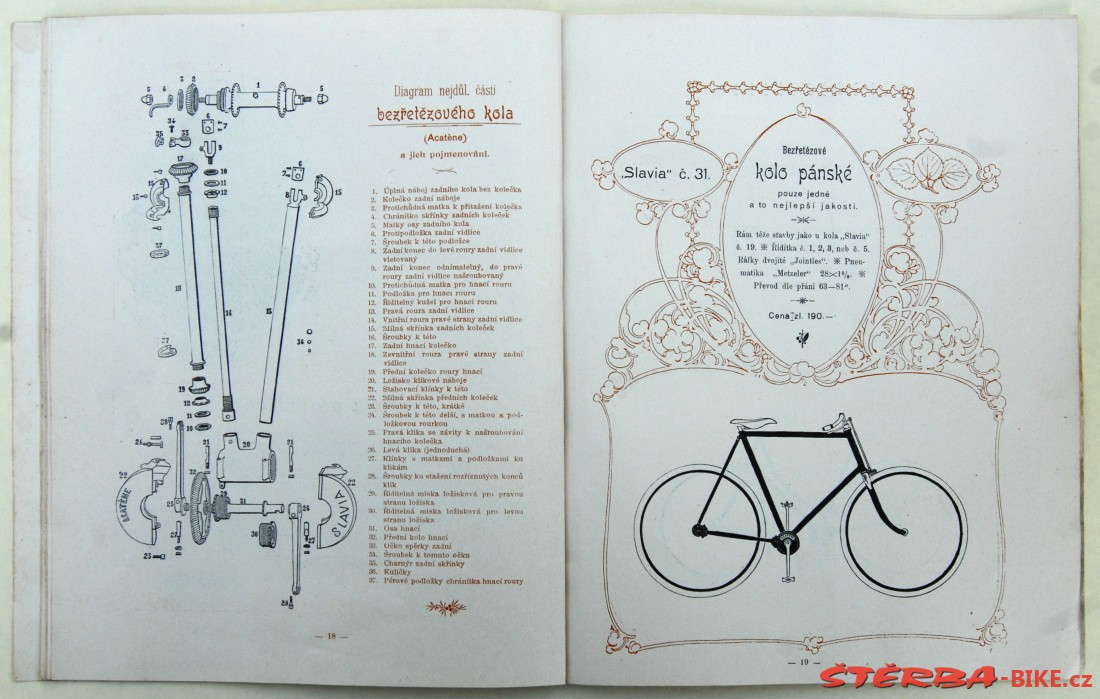 Diagram nejdůl. částí
bezřetězového kola
(Acatène)
a jich pojmenování.
1. Úplná náboj zadního kola bez kolečka
2. Kolečko zadní náboje
3. Protichůdná matka k přitažení kolečka
4. Chránítko skřínky zadních koleček
5. Matky osy zadního kola
6. Protipodložka zadní vidlice
7. Šroubek k této podložce
8. Zadní konec do levé roury zadní vidlice
vletovaný
9. Zadní konec odnímatelný, do pravé
roury zadní vidlice našroubovaný
10. Protichůdná matka pro hnací rouru
11. Podložka pro hnací rouru
12. Říditelný kužel pro hnací rouru
13. Pravá roura zadní vidlice
14. Vnitřní roura pravé strany zadní vidlice
15. Dílná skřínka zadních koleček
16. Šroubky k této
17. Zadní hnací kolečko
18. Zevnitřní roura pravé strany zadní
vidlice
19. Přední kolečko roury hnací
20. Ložisko klikové náboje
21. Stahovací klínky k této
22. Dílná skřínka předních koleček
23. Šroubky k této, krátké
24. Šroubek k této delší, s matkou a pod-
ložkovou rourkou
25. Pravá klika se závity k našroubování
hnacího kolečka
26. Levá klika (jednoduchá)
27. Klínky s matkami a podložkami ku
klikám
28. Šroubky ku stažení rozříznutých konců
klik
29. Říditelná miska ložisková pro pravou
stranu ložiska
30. Říditelná miska ložisková pro levou
stranu ložiska
31. Osa hnací
32. Přední kolo hnací
33. Očko spěrky zadní
34. Šroubek k tomuto očku
35. Charnýr zadní skřínky
36. Kuličky
37. Pérové podložky chránítka hnací roury
ACATÈNE
SLAVIA
— 18 —
„Slavia" č. 31.
Bezřetězové
kolo pánské
pouze jedné
a to nejlepší jakosti.
Rám téže stavby jako u kola „Slavia"
č. 19. ※ Řidítka č. 1, 2, 3, neb č. 5.
Ráfky dvojité „Jointles". ※ Pneu-
matika „Metzeler" 28×1⅝". ※
Převod dle přání 63—81".
Cena zl. 190.—
— 19 —
ŠTĚRBA-BIKE.cz